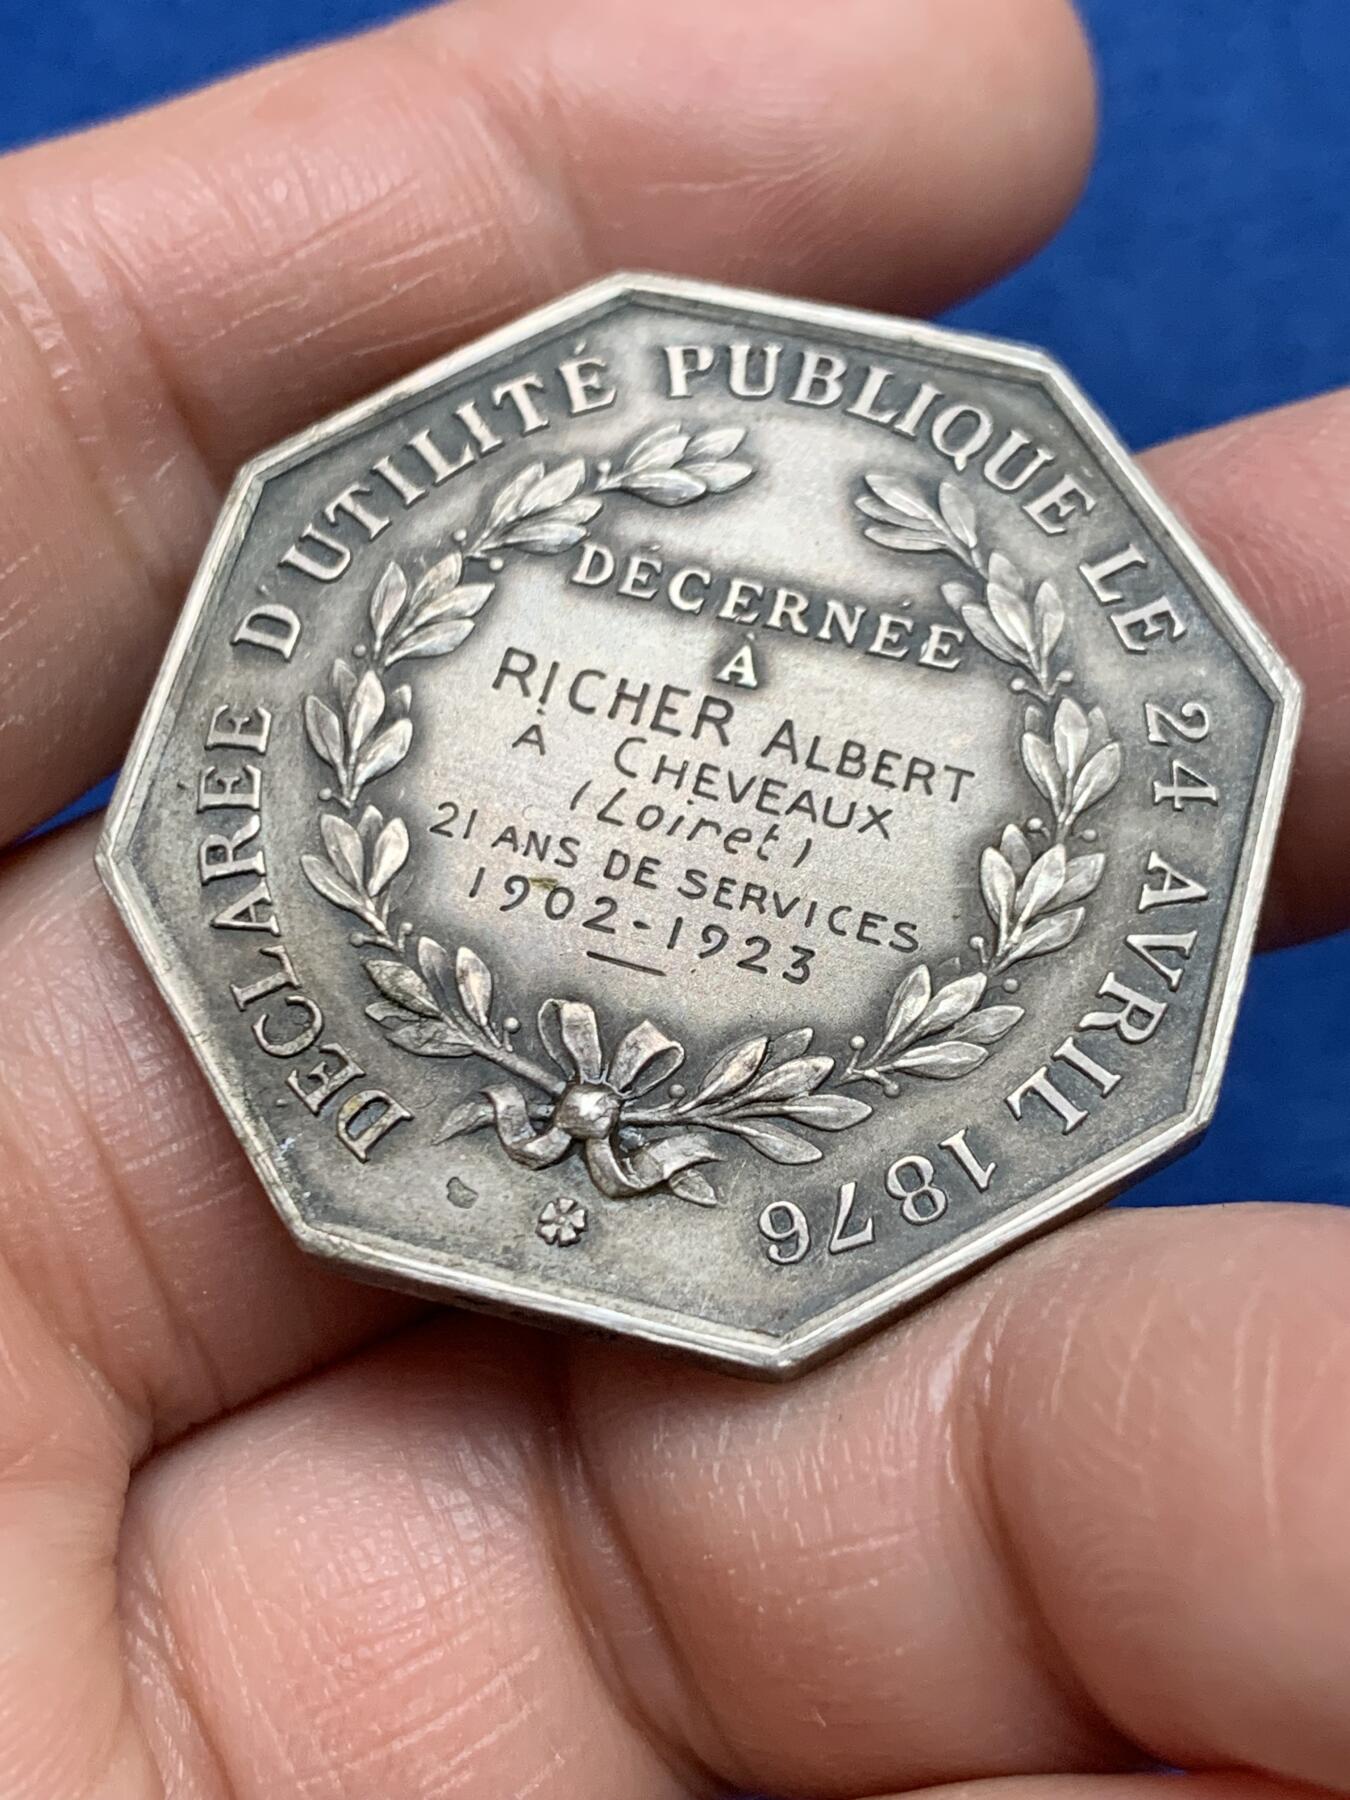 DÉCLARÉE D'UTILITÉ PUBLIQUE LE 24 AVRIL 1876
DÉCERNÉE
À
RICHER ALBERT
A CHEVEAUX
(Loiret)
21 ANS DE SERVICES
1902-1923